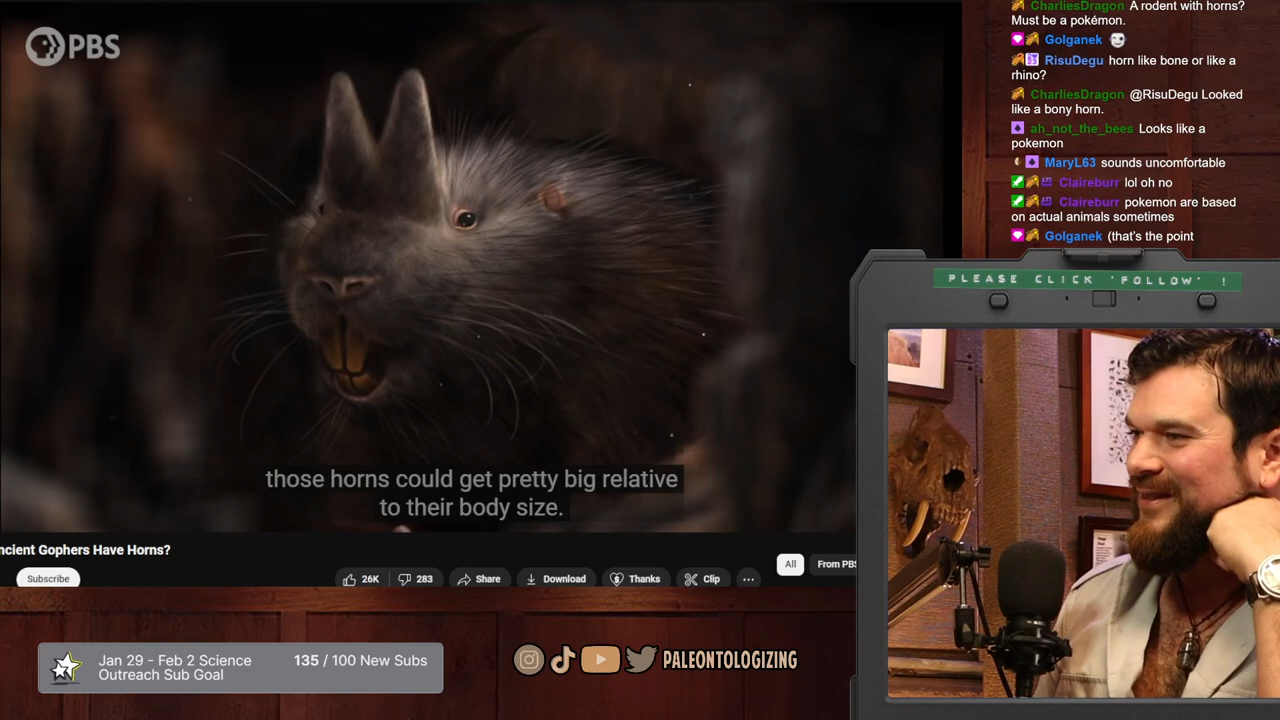 PBS
those horns could get pretty big relative
to their body size.
ncient Gophers Have Horns?
Subscribe
26K
283
Share
Download
Thanks
Clip
All
From PBS
CharliesDragon A rodent with horns?
Must be a pokémon.
Golganek
RisuDegu horn like bone or like a
rhino?
CharliesDragon @RisuDegu Looked
like a bony horn.
ah_not_the_bees Looks like a
pokemon
MaryL63 sounds uncomfortable
Claireburr lol oh no
Claireburr pokemon are based
on actual animals sometimes
Golganek (that's the point
PLEASE CLICK "FOLLOW" !
Jan 29 - Feb 2 Science
Outreach Sub Goal
135 / 100 New Subs
PALEONTOLOGIZING